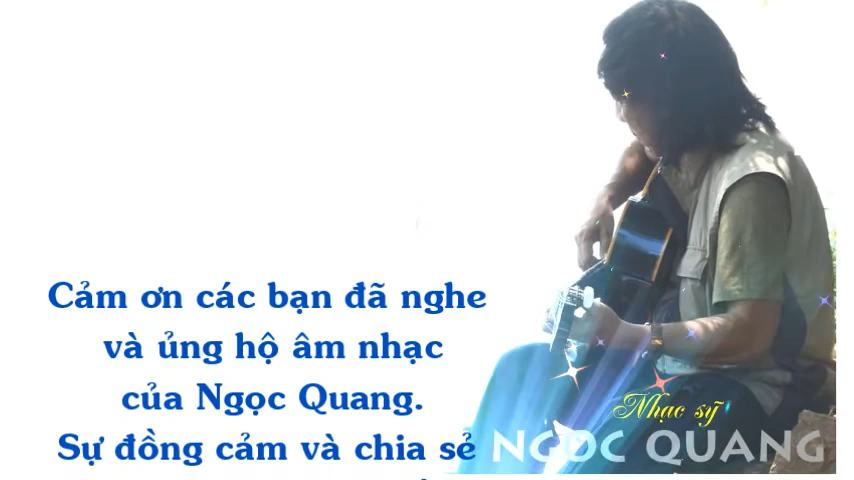 Cảm ơn các bạn đã nghe
và ủng hộ âm nhạc
của Ngọc Quang.
Sự đồng cảm và chia sẻ
Nhạc sỹ
NGỌC QUANG